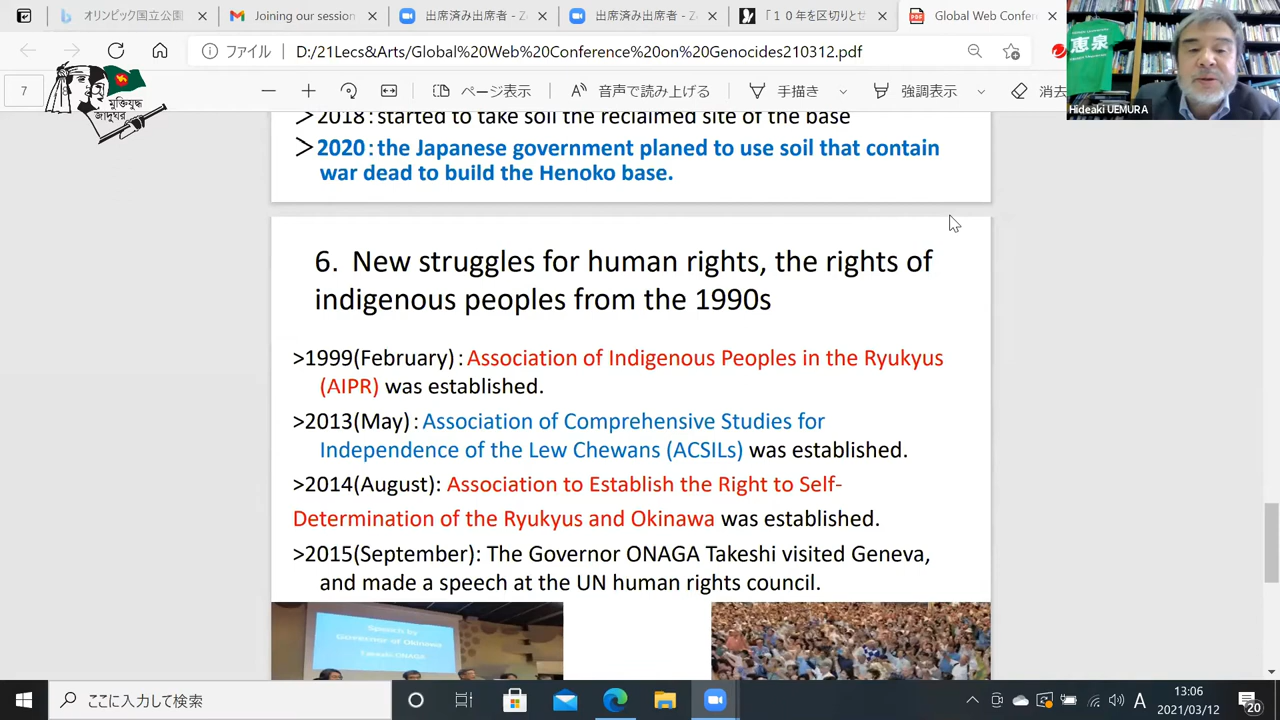 オリンピック国立公園
Joining our session
出席済み出席者 - Z
出席済み出席者 - Z
「１０年を区切りとせ
Global Web Confer
ファイル
D:/21Lecs&有性/Global%20Web%20Conference%20on%20Genocides210312.pdf
7
ページ表示
音声で読み上げる
手描き
強調表示
消去
মুক্তিযুদ্ধ
জাদুঘর
恵泉
Hideaki UEMURA
>2018：started to take soil the reclaimed site of the base
>2020：the Japanese government planed to use soil that contain
war dead to build the Henoko base.
6. New struggles for human rights, the rights of
indigenous peoples from the 1990s
>1999(February)：Association of Indigenous Peoples in the Ryukyus
(AIPR) was established.
>2013(May)：Association of Comprehensive Studies for
Independence of the Lew Chewans (ACSILs) was established.
>2014(August): Association to Establish the Right to Self-
Determination of the Ryukyus and Okinawa was established.
>2015(September): The Governor ONAGA Takeshi visited Geneva,
and made a speech at the UN human rights council.
Speech by
Governor of Okinawa
Takeshi ONAGA
ここに入力して検索
A
13:06
2021/03/12
20